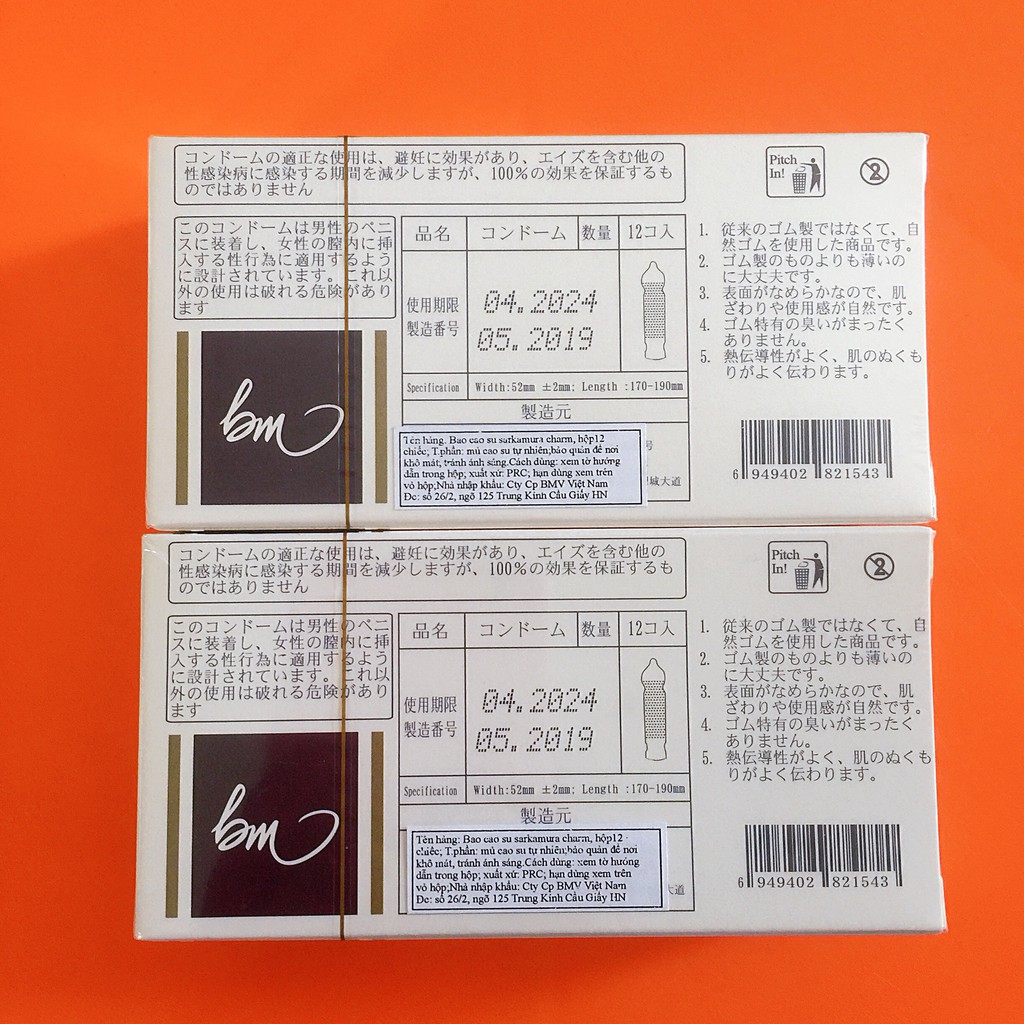 コンドームの適正な使用は、避妊に効果があり、エイズを含む他の
性感染病に感染する期間を減少しますが、100%の効果を保証するも
のではありません
Pitch
In!
2
このコンドームは男性のペニ
スに装着し、女性の膣内に挿
入する性行為に適用するよう
に設計されています。これ以
外の使用は破れる危険があり
ます
品名 コンドーム 数量 12コ入
使用期限 04.2024
製造番号 05.2019
Specification Width:52mm ±2mm; Length :170-190mm
製造元
号
城大道
bm
Tên hàng. Bao cao su sarkamura charm, hộp12
chiếc; T.phần: mủ cao su tự nhiên;bảo quản để nơi
khô mát, tránh ánh sáng.Cách dùng: xem tờ hướng
dẫn trong hộp; xuất xứ: PRC; hạn dùng xem trên
vỏ hộp;Nhà nhập khẩu: Cty Cp BMV Việt Nam
Đc: số 26/2, ngõ 125 Trung Kính Cầu Giấy HN
1. 従来のゴム製ではなくて、自
然ゴムを使用した商品です。
2. ゴム製のものよりも薄いの
に大丈夫です。
3. 表面がなめらかなので、肌
ざわりや使用感が自然です。
4. ゴム特有の臭いがまったく
ありません。
5. 熱伝導性がよく、肌のぬくも
りがよく伝わります。
6 949402 821543
コンドームの適正な使用は、避妊に効果があり、エイズを含む他の
性感染病に感染する期間を減少しますが、100%の効果を保証するも
のではありません
Pitch
In!
2
このコンドームは男性のペニ
スに装着し、女性の膣内に挿
入する性行為に適用するよう
に設計されています。これ以
外の使用は破れる危険があり
ます
品名 コンドーム 数量 12コ入
使用期限 04.2024
製造番号 05.2019
Specification Width:52mm ±2mm; Length :170-190mm
製造元
大道
bm
Tên hàng: Bao cao su sarkamura charm, hộp12
chiếc; T.phần: mủ cao su tự nhiên;bảo quản để nơi
khô mát, tránh ánh sáng.Cách dùng: xem tờ hướng
dẫn trong hộp; xuất xứ: PRC; hạn dùng xem trên
vỏ hộp;Nhà nhập khẩu: Cty Cp BMV Việt Nam
Đc: số 26/2, ngõ 125 Trung Kính Cầu Giấy HN
1. 従来のゴム製ではなくて、自
然ゴムを使用した商品です。
2. ゴム製のものよりも薄いの
に大丈夫です。
3. 表面がなめらかなので、肌
ざわりや使用感が自然です。
4. ゴム特有の臭いがまったく
ありません。
5. 熱伝導性がよく、肌のぬくも
りがよく伝わります。
6 949402 821543